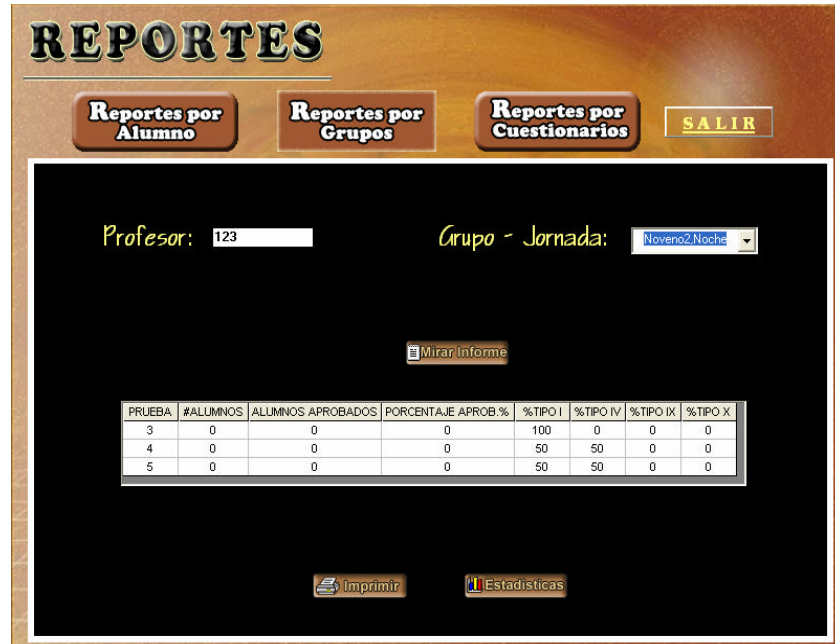 REPORTES
Reportes por Alumno
Reportes por Grupos
Reportes por Cuestionarios
SALIR
Profesor: 123
Grupo - Jornada: Noveno2,Noche
Mirar Informe
PRUEBA #ALUMNOS ALUMNOS APROBADOS PORCENTAJE APROB.% %TIPO I %TIPO IV %TIPO IX %TIPO X
3 0 0 0 100 0 0 0
4 0 0 0 50 50 0 0
5 0 0 0 50 50 0 0
Imprimir
Estadisticas